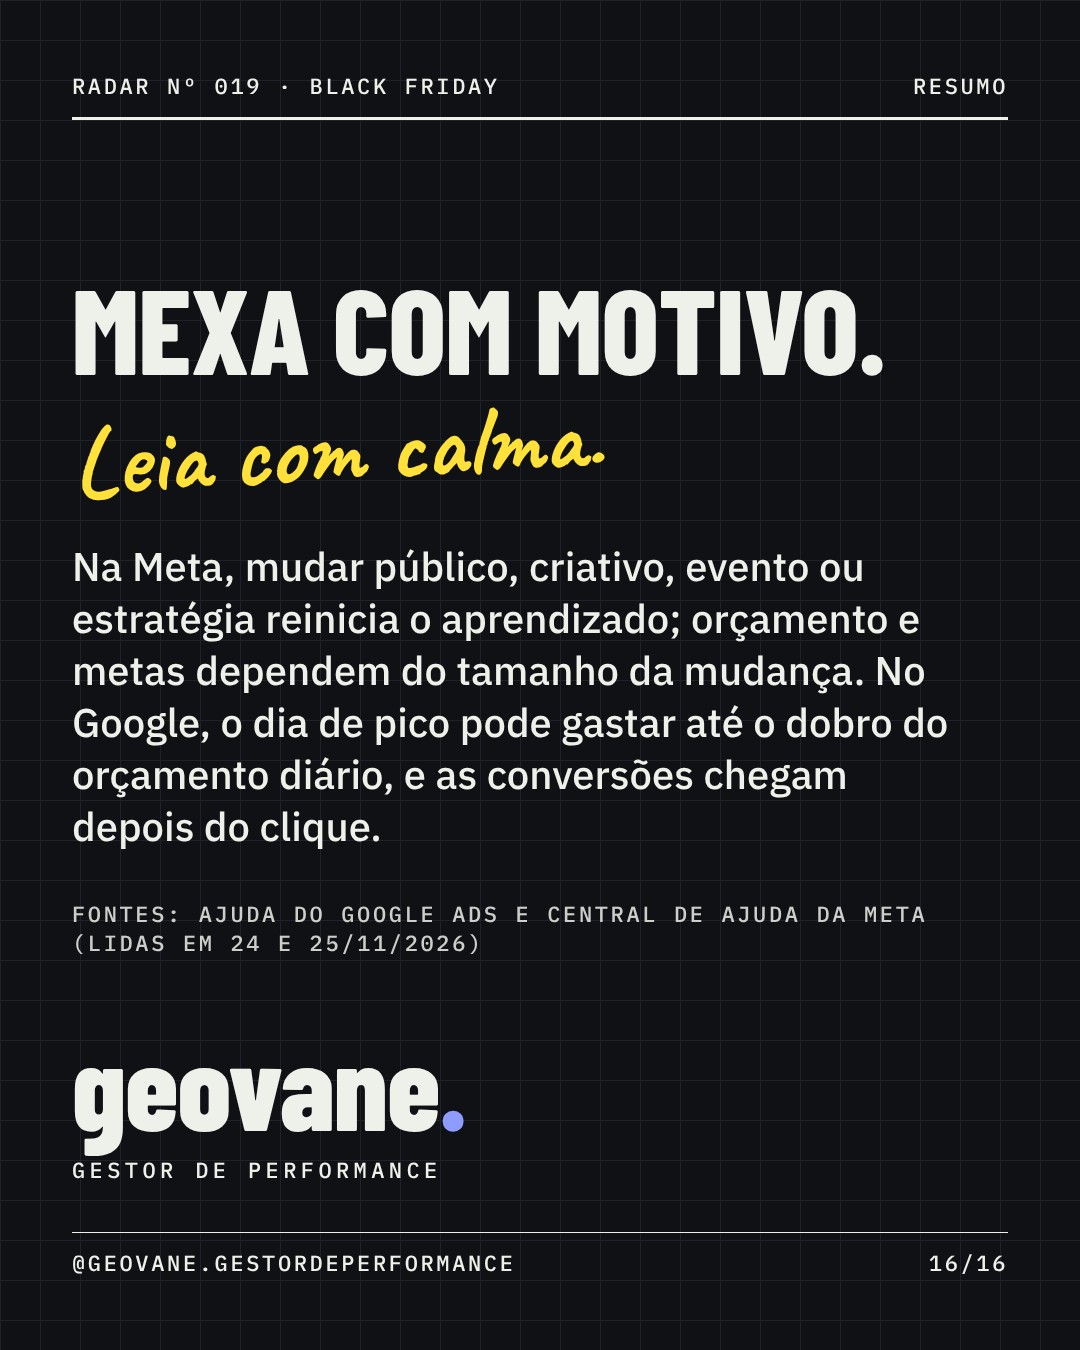 RADAR Nº 019 · BLACK FRIDAY
RESUMO
MEXA COM MOTIVO.
Leia com calma.
Na Meta, mudar público, criativo, evento ou
estratégia reinicia o aprendizado; orçamento e
metas dependem do tamanho da mudança. No
Google, o dia de pico pode gastar até o dobro do
orçamento diário, e as conversões chegam
depois do clique.
FONTES: AJUDA DO GOOGLE ADS E CENTRAL DE AJUDA DA META
(LIDAS EM 24 E 25/11/2026)
geovane.
GESTOR DE PERFORMANCE
@GEOVANE.GESTORDEPERFORMANCE
16/16